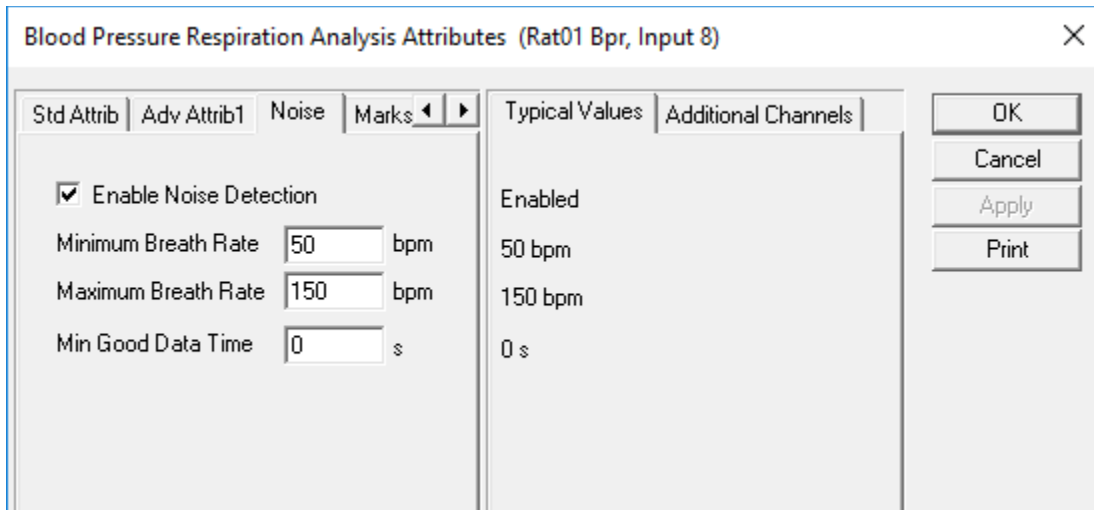 Blood Pressure Respiration Analysis Attributes (Rat01 Bpr, Input 8)
Std Attrib Adv Attrib1 Noise Marks
Enable Noise Detection
Minimum Breath Rate 50 bpm
Maximum Breath Rate 150 bpm
Min Good Data Time 0 s
Typical Values Additional Channels
Enabled
50 bpm
150 bpm
0 s
OK
Cancel
Apply
Print